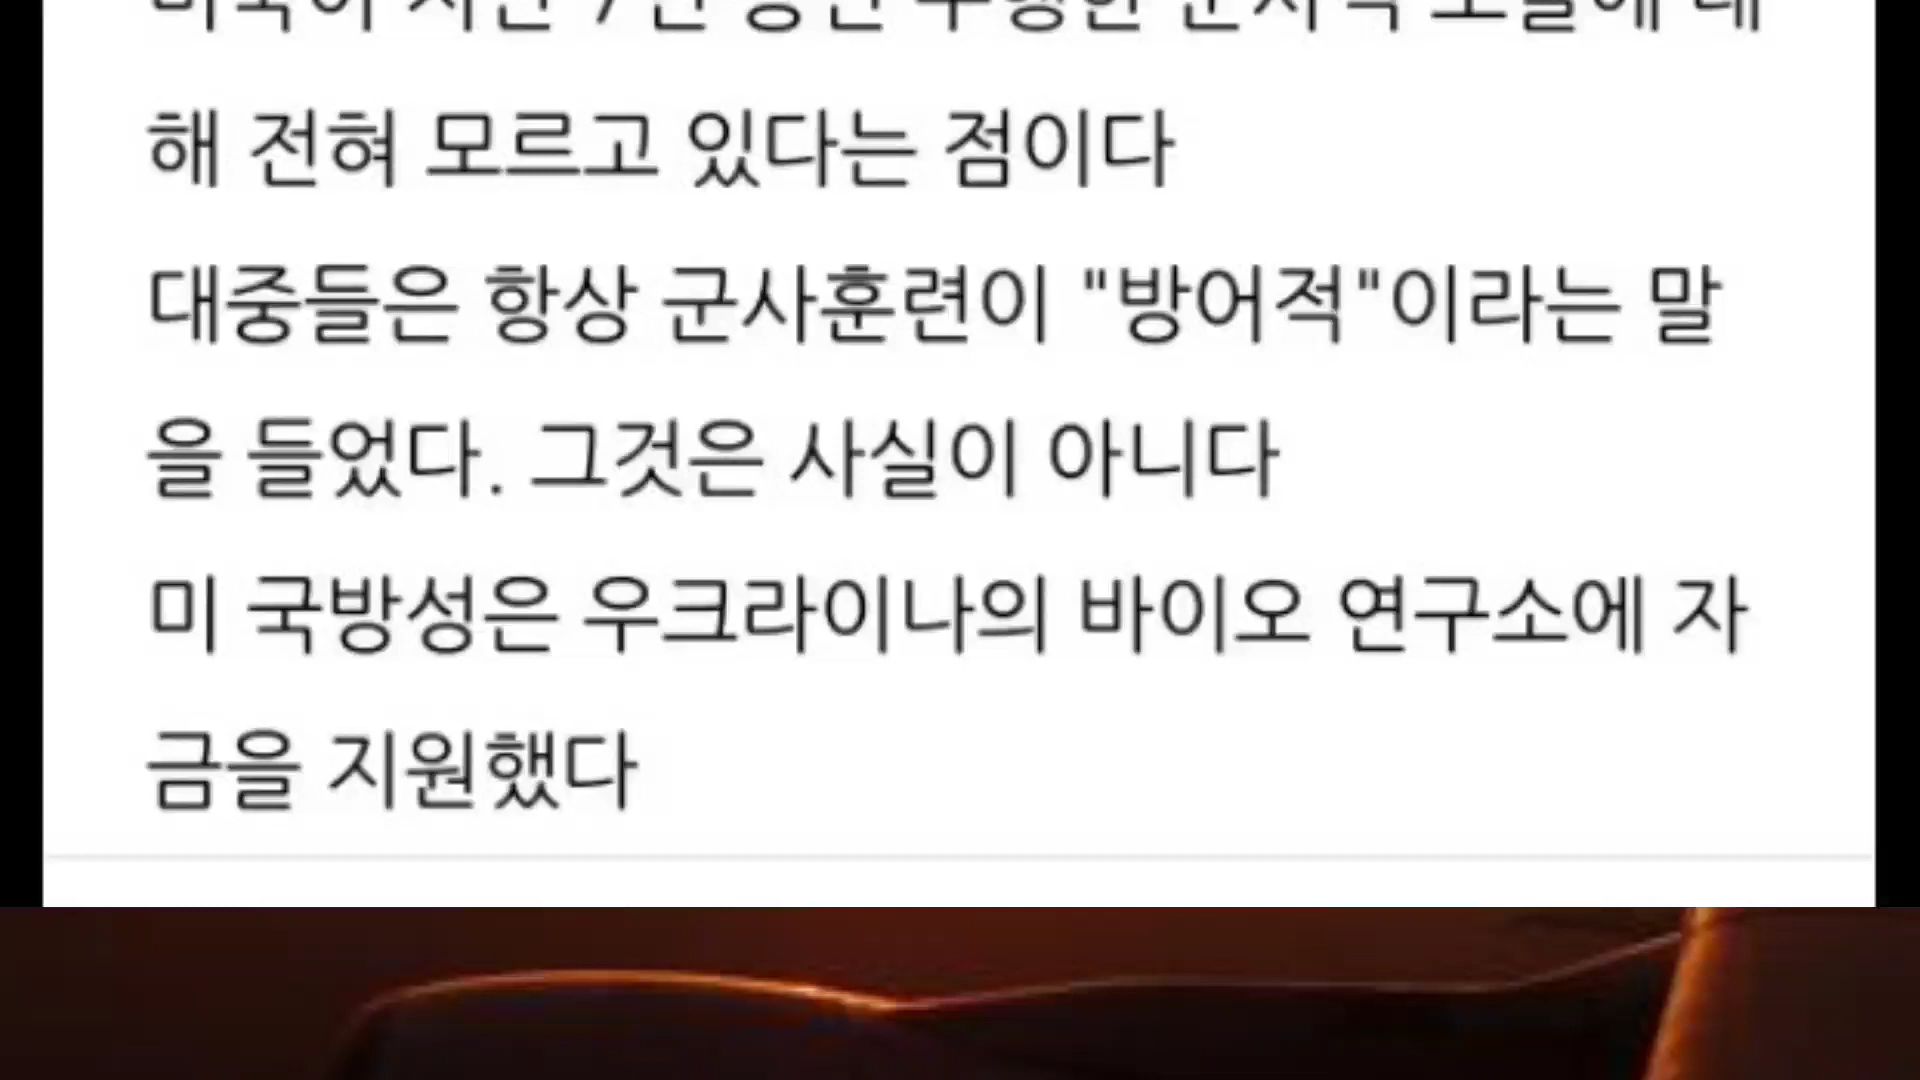 해 전혀 모르고 있다는 점이다
대중들은 항상 군사훈련이 "방어적"이라는 말
을 들었다. 그것은 사실이 아니다
미 국방성은 우크라이나의 바이오 연구소에 자
금을 지원했다